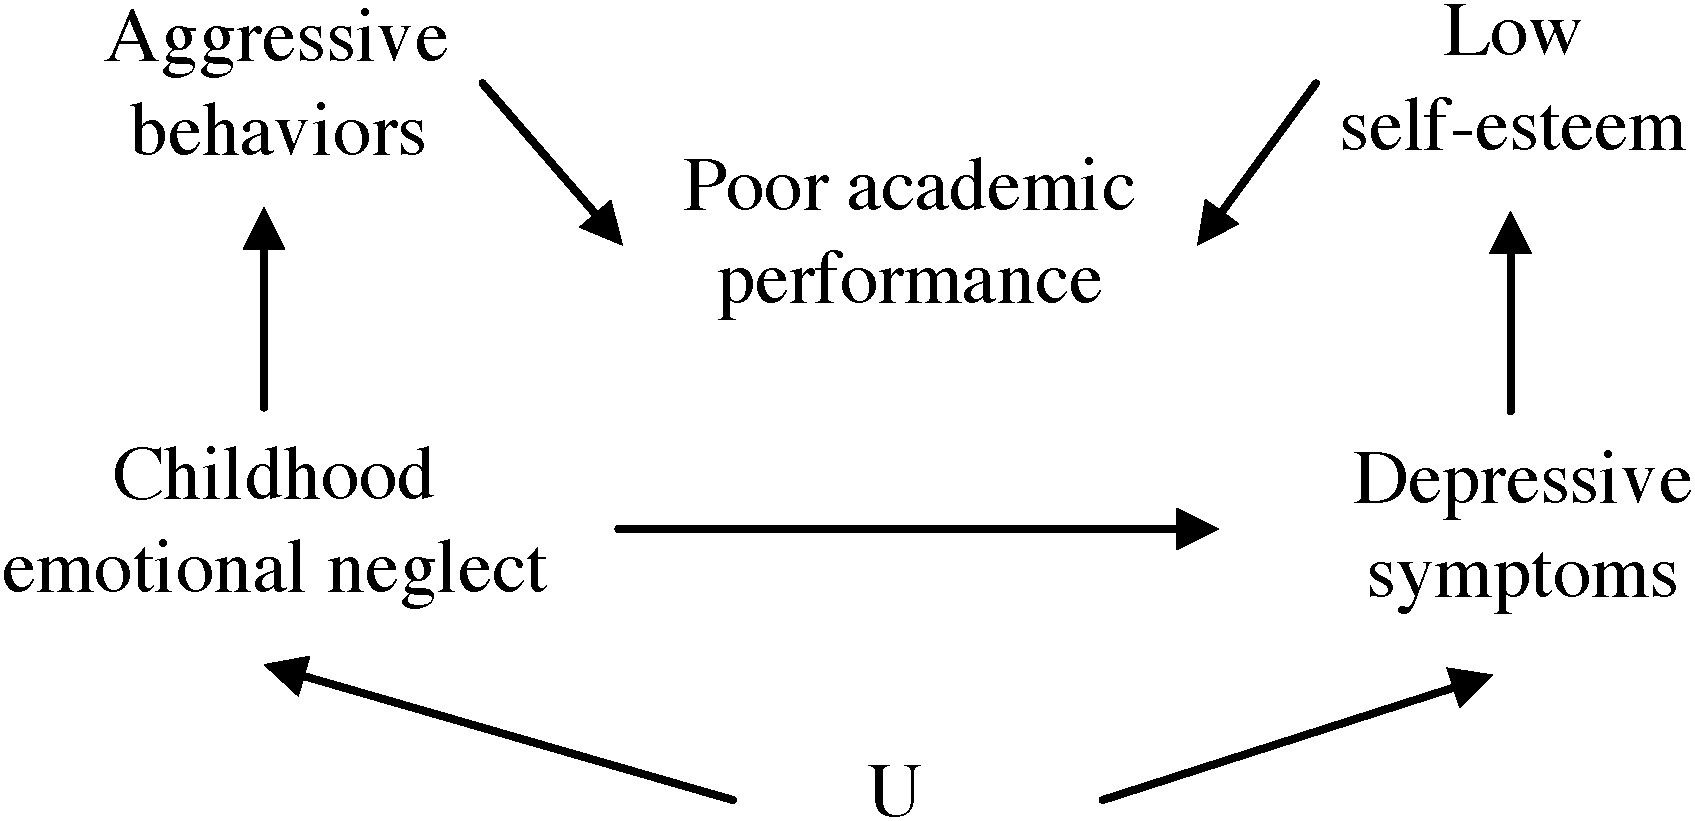 Aggressive
behaviors
Low
self-esteem
Poor academic
performance
Childhood
emotional neglect
Depressive
symptoms
U